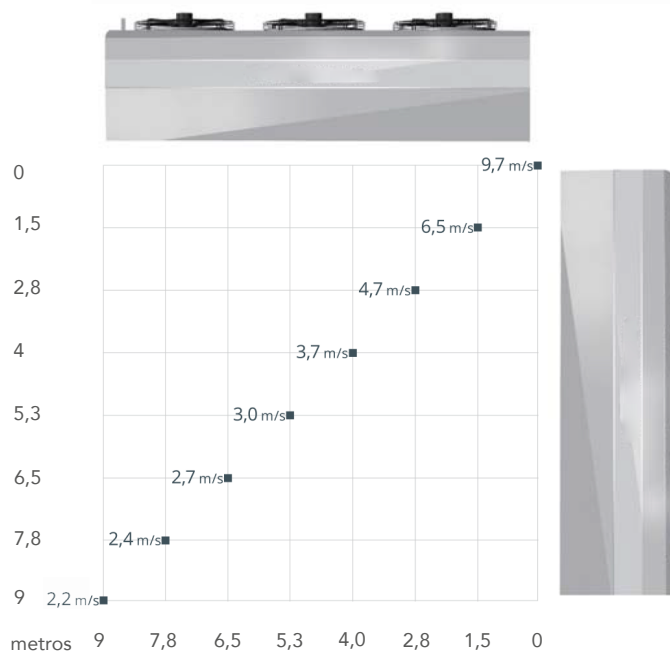 0
9,7 m/s
1,5
6,5 m/s
2,8
4,7 m/s
4
3,7 m/s
5,3
3,0 m/s
6,5
2,7 m/s
7,8
2,4 m/s
9
2,2 m/s
metros 9 7,8 6,5 5,3 4,0 2,8 1,5 0